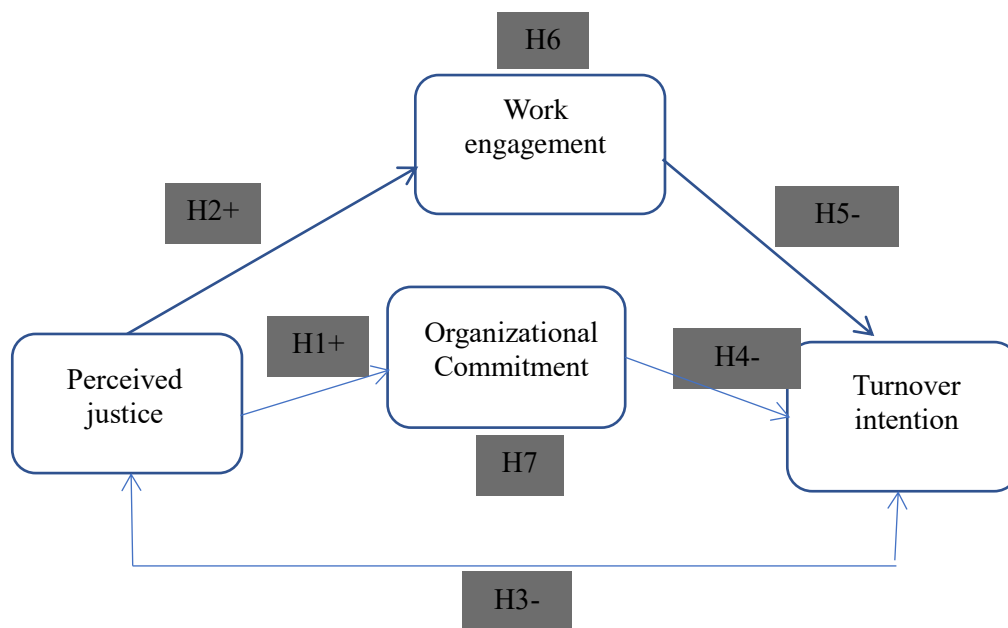 H6
Work
engagement
H2+
H5-
H1+
Organizational
Commitment
H4-
Perceived
justice
Turnover
intention
H7
H3-